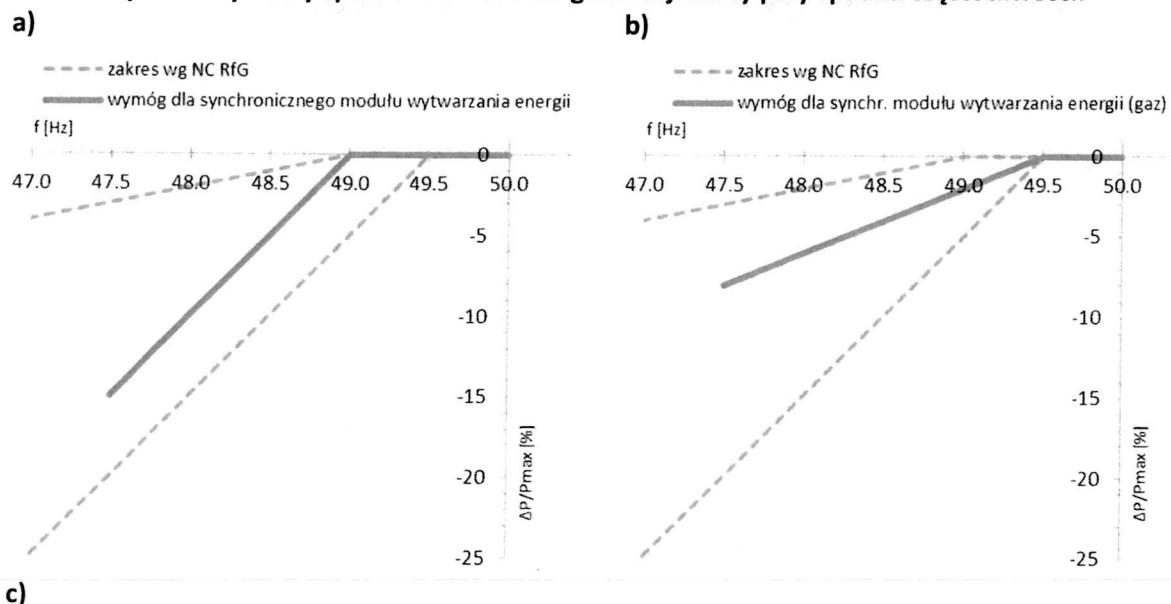 a)
zakres wg NC RfG
wymóg dla synchronicznego modułu wytwarzania energii
f [Hz]
0
47.0 47.5 48.0 48.5 49.0 49.5 50.0
-5
-10
-15
-20
-25
ΔP/Pmax [%]
b)
zakres wg NC RfG
wymóg dla synchr. modułu wytwarzania energii (gaz)
f [Hz]
0
47.0 47.5 48.0 48.5 49.0 49.5 50.0
-5
-10
-15
-20
-25
ΔP/Pmax [%]
c)